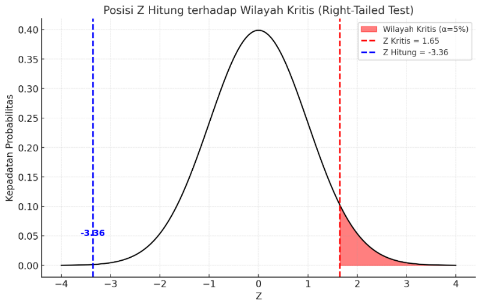 Posisi Z Hitung terhadap Wilayah Kritis (Right-Tailed Test)
Wilayah Kritis (α=5%)
Z Kritis = 1.65
Z Hitung = -3.36
Kepadatan Probabilitas
0.40
0.35
0.30
0.25
0.20
0.15
0.10
0.05
0.00
-3.36
−4 −3 −2 −1 0 1 2 3 4
Z